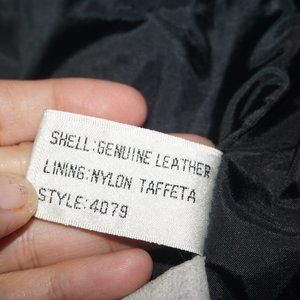 SHELL:GENUINE LEATHER
LINING:NYLON TAFFETA
STYLE:4079